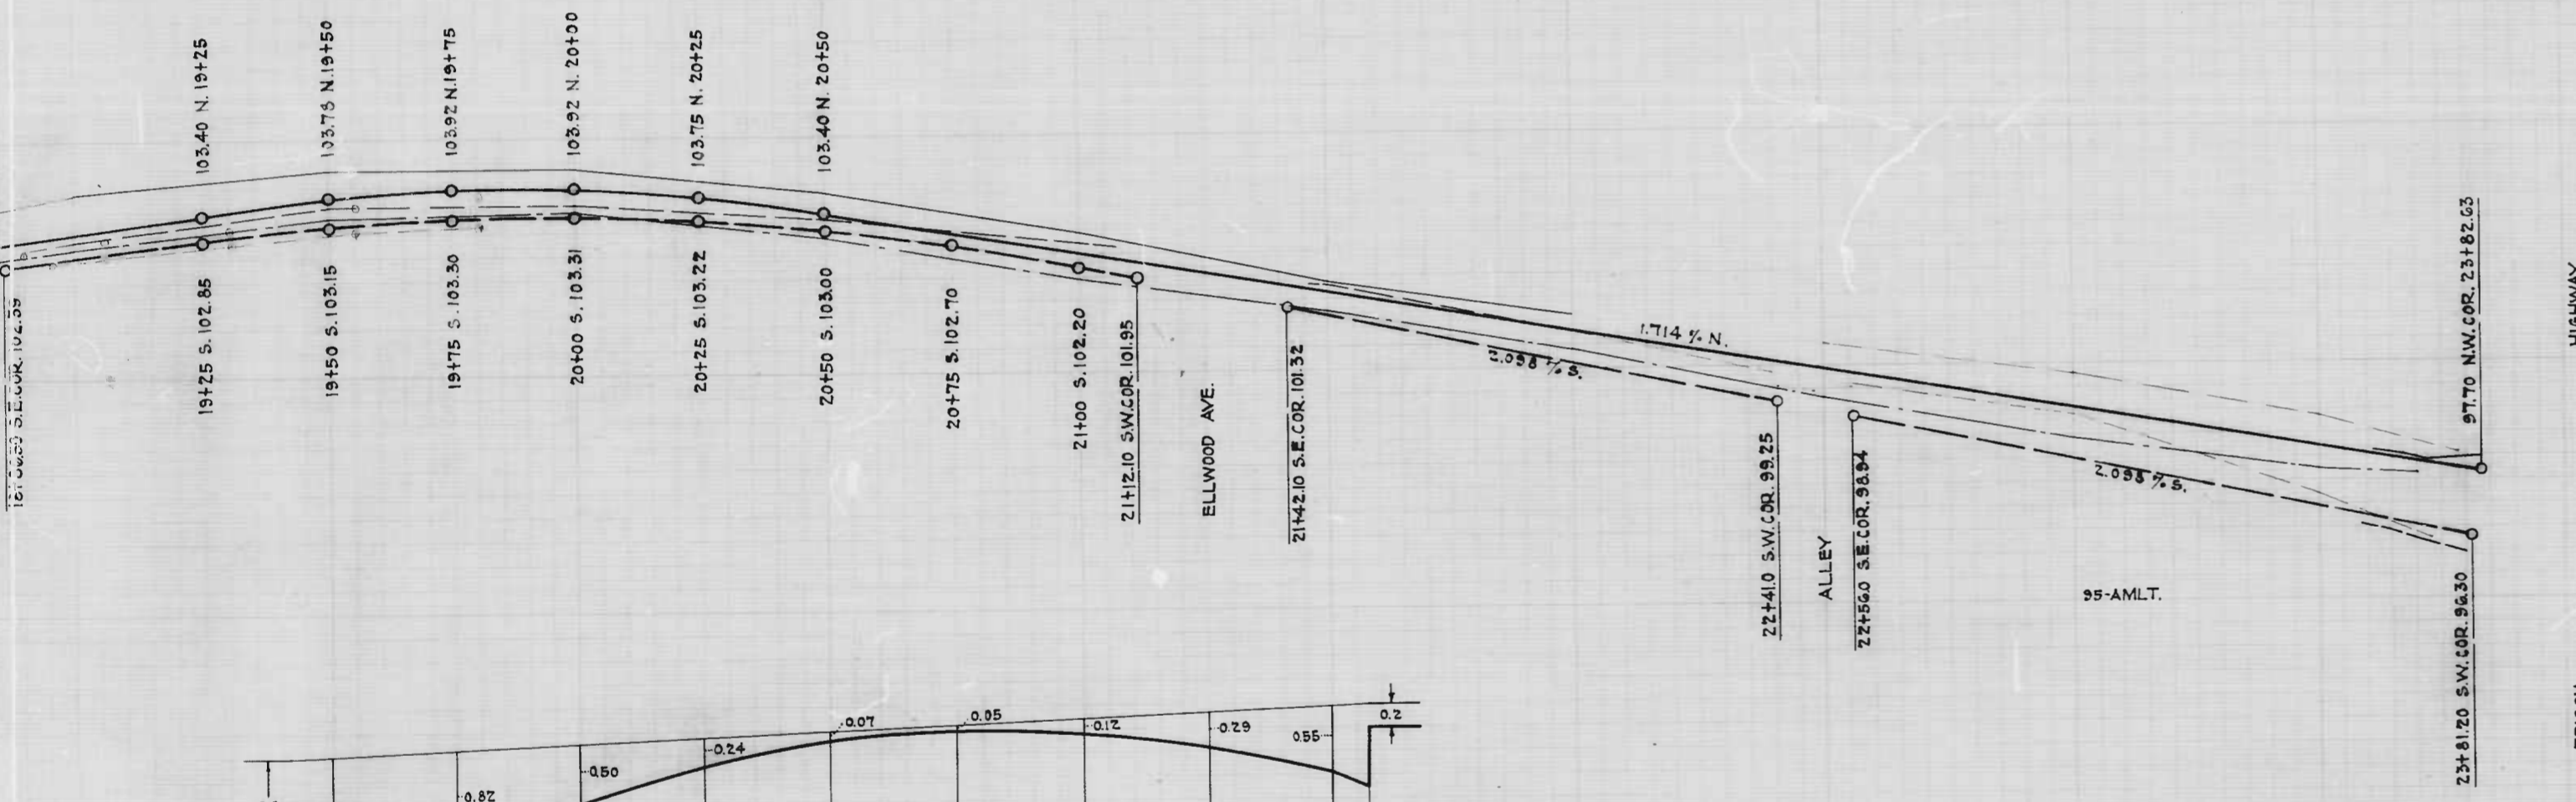 103.40 N. 19+25
103.78 N. 19+50
103.92 N. 19+75
103.92 N. 20+00
103.75 N. 20+25
103.40 N. 20+50
S.E.COR. 102.59
19+25 S. 102.85
19+50 S. 103.15
19+75 S. 103.30
20+00 S. 103.31
20+25 S. 103.22
20+50 S. 103.00
20+75 S. 102.70
21+00 S. 102.20
21+12.10 S.W.COR. 101.95
ELLWOOD AVE.
21+42.10 S.E.COR. 101.32
2.098 % S.
1.714 % N.
22+41.0 S.W.COR. 99.25
ALLEY
22+56.0 S.E.COR. 98.94
2.098 % S.
95-AMLT.
97.70 N.W.COR. 23+82.63
23+81.20 S.W.COR. 96.30
HIGHWAY
0.82
0.50
0.24
0.07
0.05
0.12
0.29
0.55
0.2